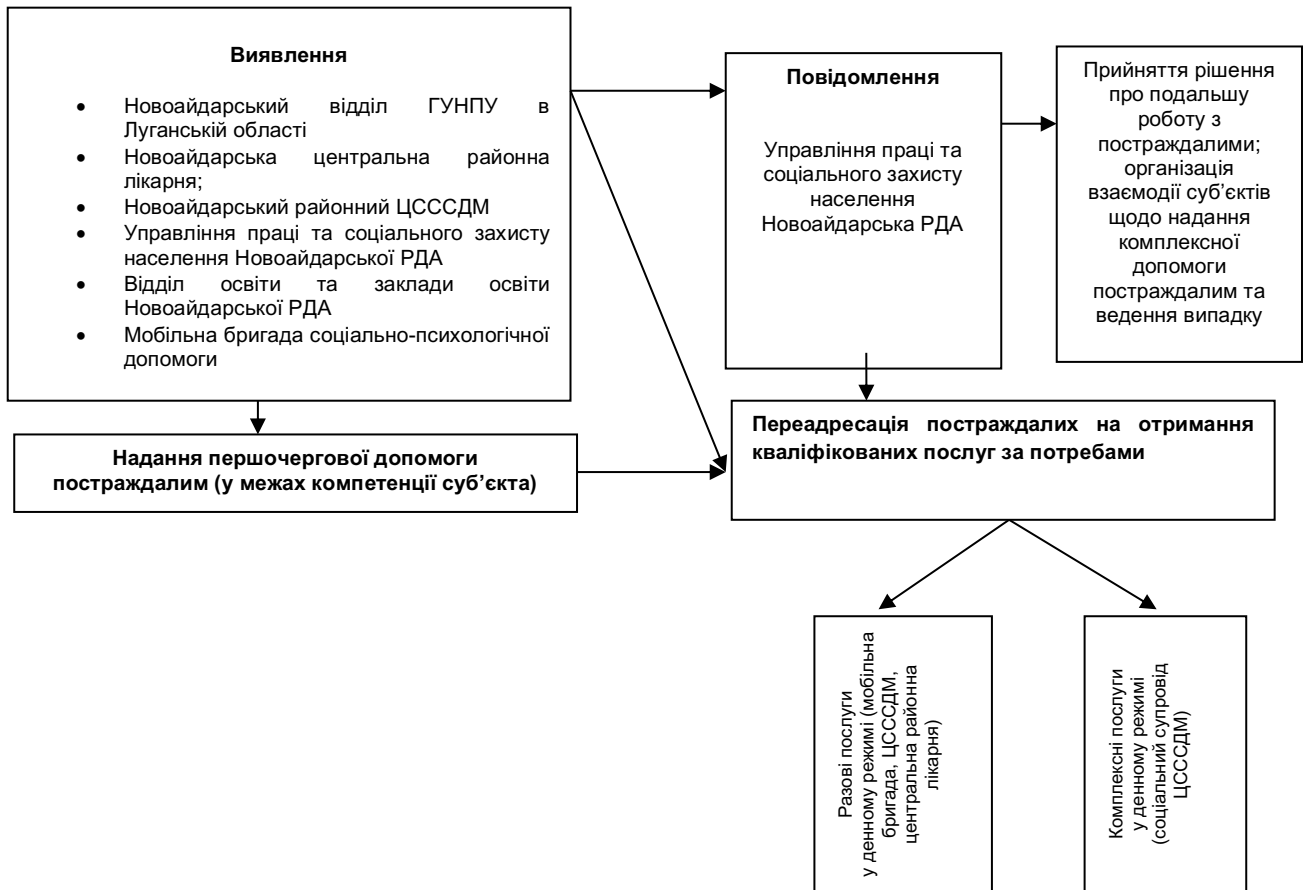 Виявлення
• Новоайдарський відділ ГУНПУ в
Луганській області
• Новоайдарська центральна районна
лікарня;
• Новоайдарський районний ЦСССДМ
• Управління праці та соціального захисту
населення Новоайдарської РДА
• Відділ освіти та заклади освіти
Новоайдарської РДА
• Мобільна бригада соціально-психологічної
допомоги
Надання першочергової допомоги
постраждалим (у межах компетенції суб’єкта)
Повідомлення
Управління праці та
соціального захисту
населення
Новоайдарська РДА
Прийняття рішення
про подальшу
роботу з
постраждалими;
організація
взаємодії суб’єктів
щодо надання
комплексної
допомоги
постраждалим та
ведення випадку
Переадресація постраждалих на отримання
кваліфікованих послуг за потребами
Разові послуги
у денному режимі (мобільна
бригада, ЦСССДМ,
центральна районна
лікарня)
Комплексні послуги
у денному режимі
(соціальний супровід
ЦСССДМ)